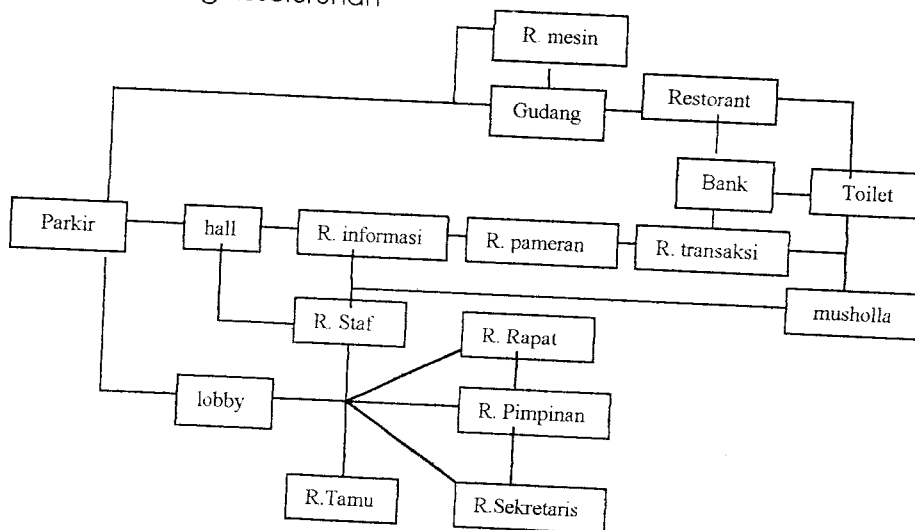 R. mesin
Gudang
Restorant
Bank
Toilet
Parkir
hall
R. informasi
R. pameran
R. transaksi
musholla
R. Staf
R. Rapat
lobby
R. Pimpinan
R.Tamu
R.Sekretaris